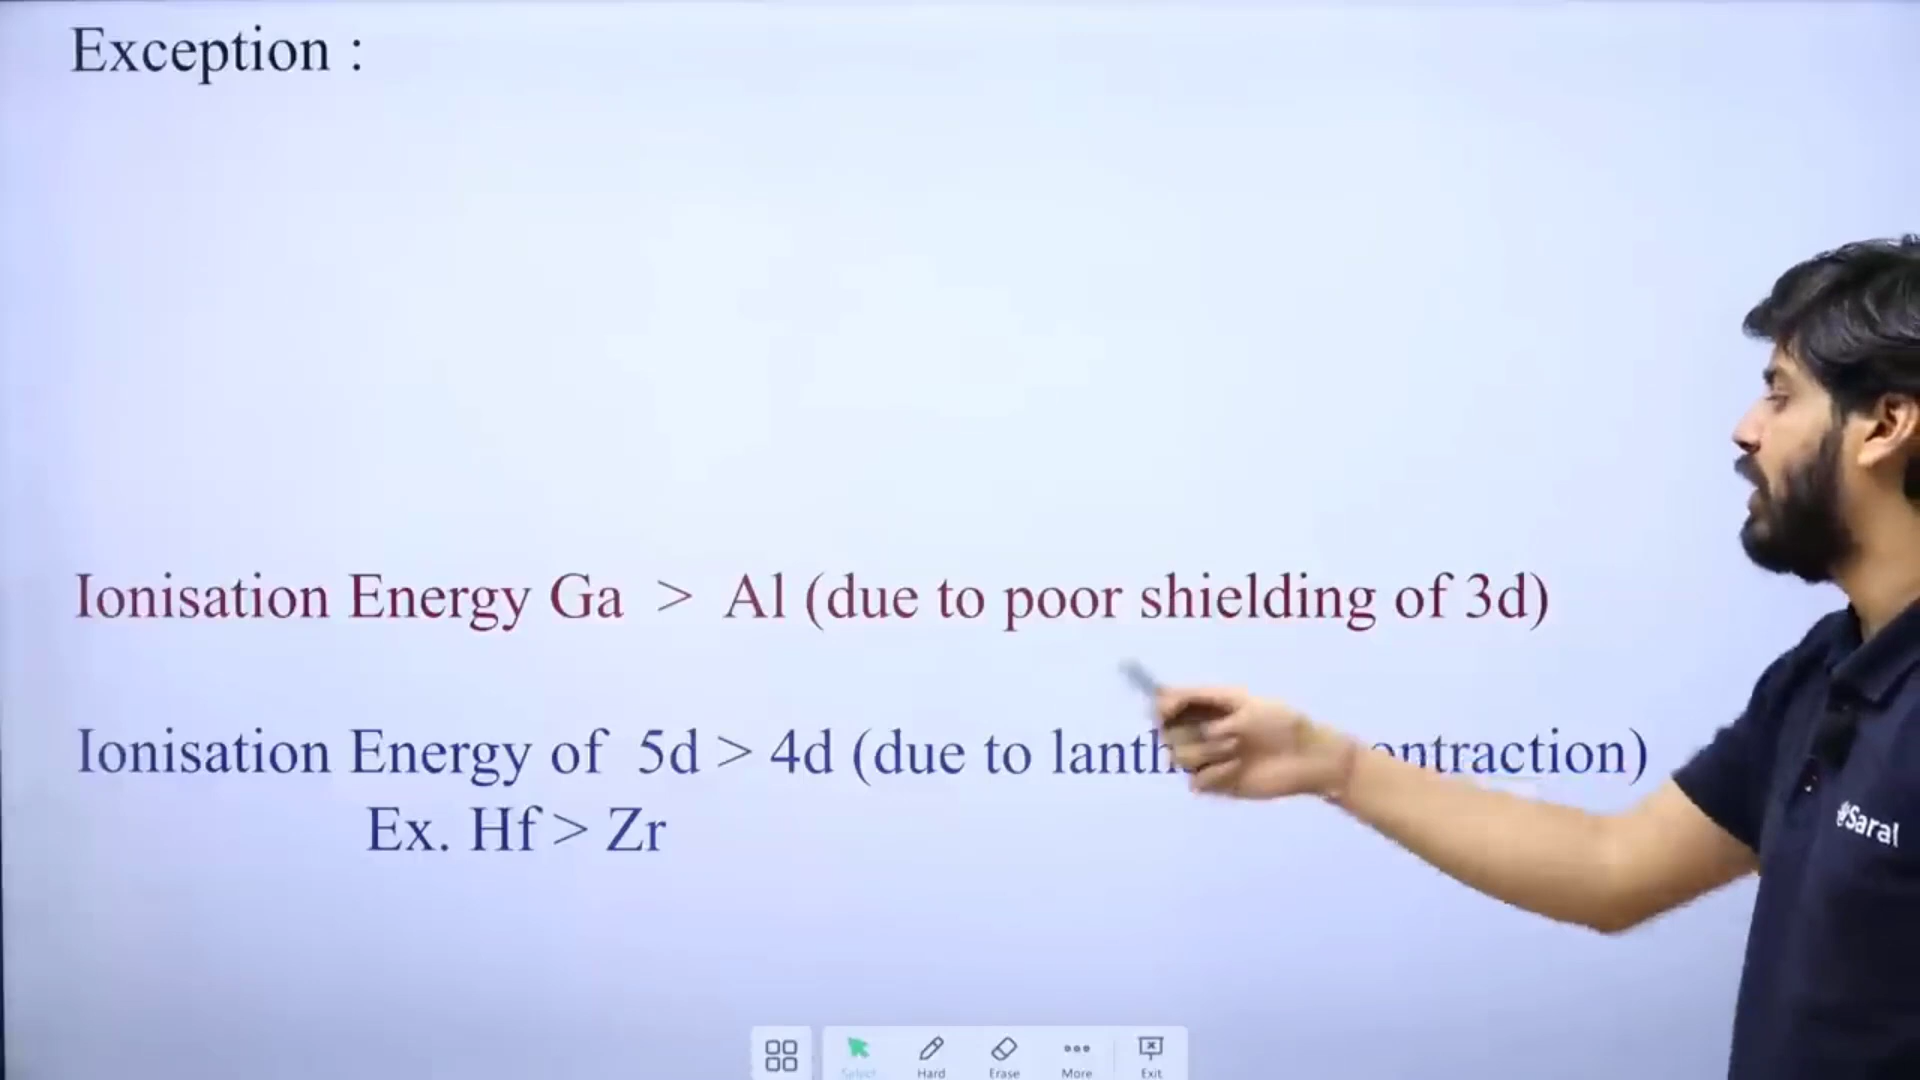 Exception :
Ionisation Energy Ga > Al (due to poor shielding of 3d)
Ionisation Energy of 5d > 4d (due to ontraction)
Ex. Hf > Zr
Saral
Select Hard Erase More Exit